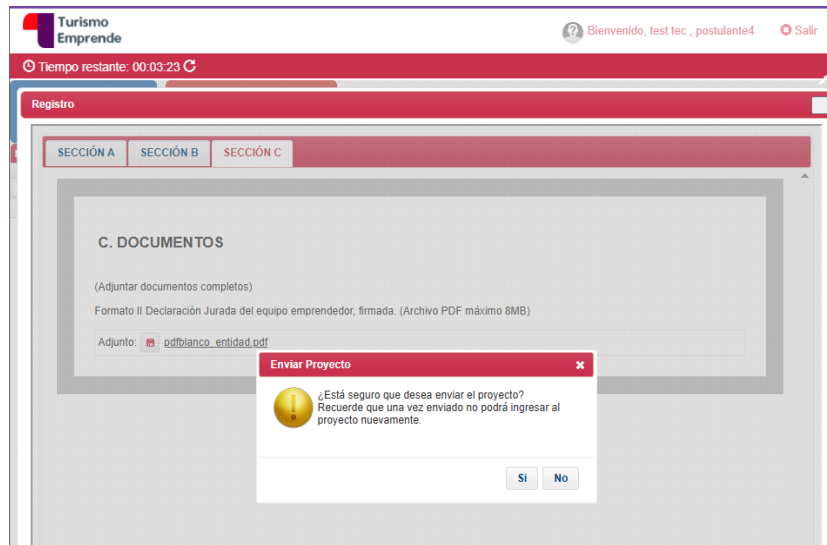 Turismo
Emprende
Bienvenido, test tec , postulante4
Salir
Tiempo restante: 00:03:23
Registro
SECCIÓN A
SECCIÓN B
SECCIÓN C
C. DOCUMENTOS
(Adjuntar documentos completos)
Formato II Declaración Jurada del equipo emprendedor, firmada. (Archivo PDF máximo 8MB)
Adjunto: pdfblanco_entidad.pdf
Enviar Proyecto
¿Está seguro que desea enviar el proyecto?
Recuerde que una vez enviado no podrá ingresar al
proyecto nuevamente.
Si
No